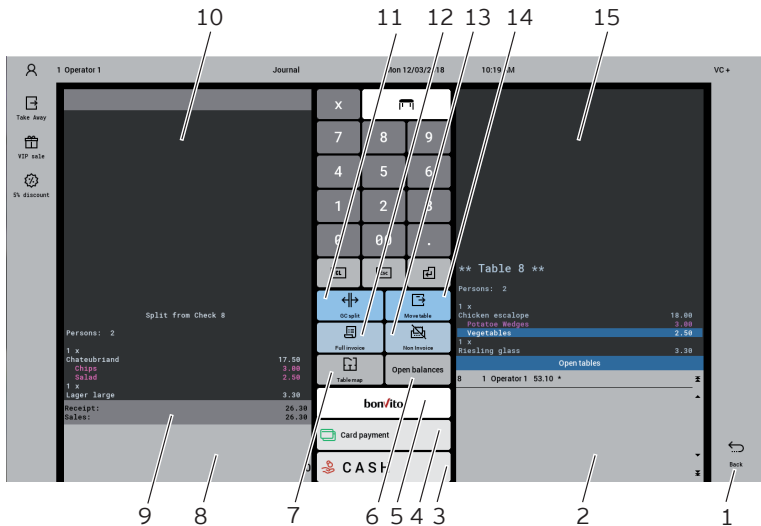 10 11 12 13 14 15
1 Operator 1 Journal Mon 12/03/2018 10:19 AM VC+
Take Away
VIP sale
5% discount
X
7 8 9
4 5 6
1 2 3
0 00 .
CL
ESC
GC split
Move table
Full invoice
Non Invoice
Table map
Open balances
bonVito
Card payment
CASH
Split from Check 8
Persons: 2
1 x
Chateubriand 17.50
Chips 3.00
Salad 2.50
1 x
Lager large 3.30
Receipt: 26.30
Sales: 26.30
0
** Table 8 **
Persons: 2
1 x
Chicken escalope 18.00
Potatoe Wedges 3.00
Vegetables 2.50
1 x
Riesling glass 3.30
Open tables
8 1 Operator 1 53.10 *
Back
9 8 7 6 5 4 3 2 1